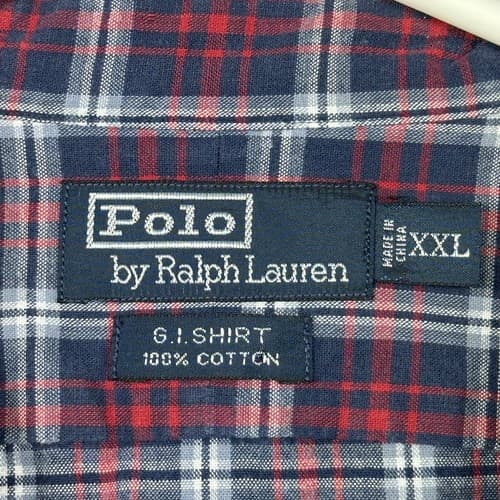 Polo
by Ralph Lauren
MADE IN
CHINA
XXL
G.I.SHIRT
100% COTTON